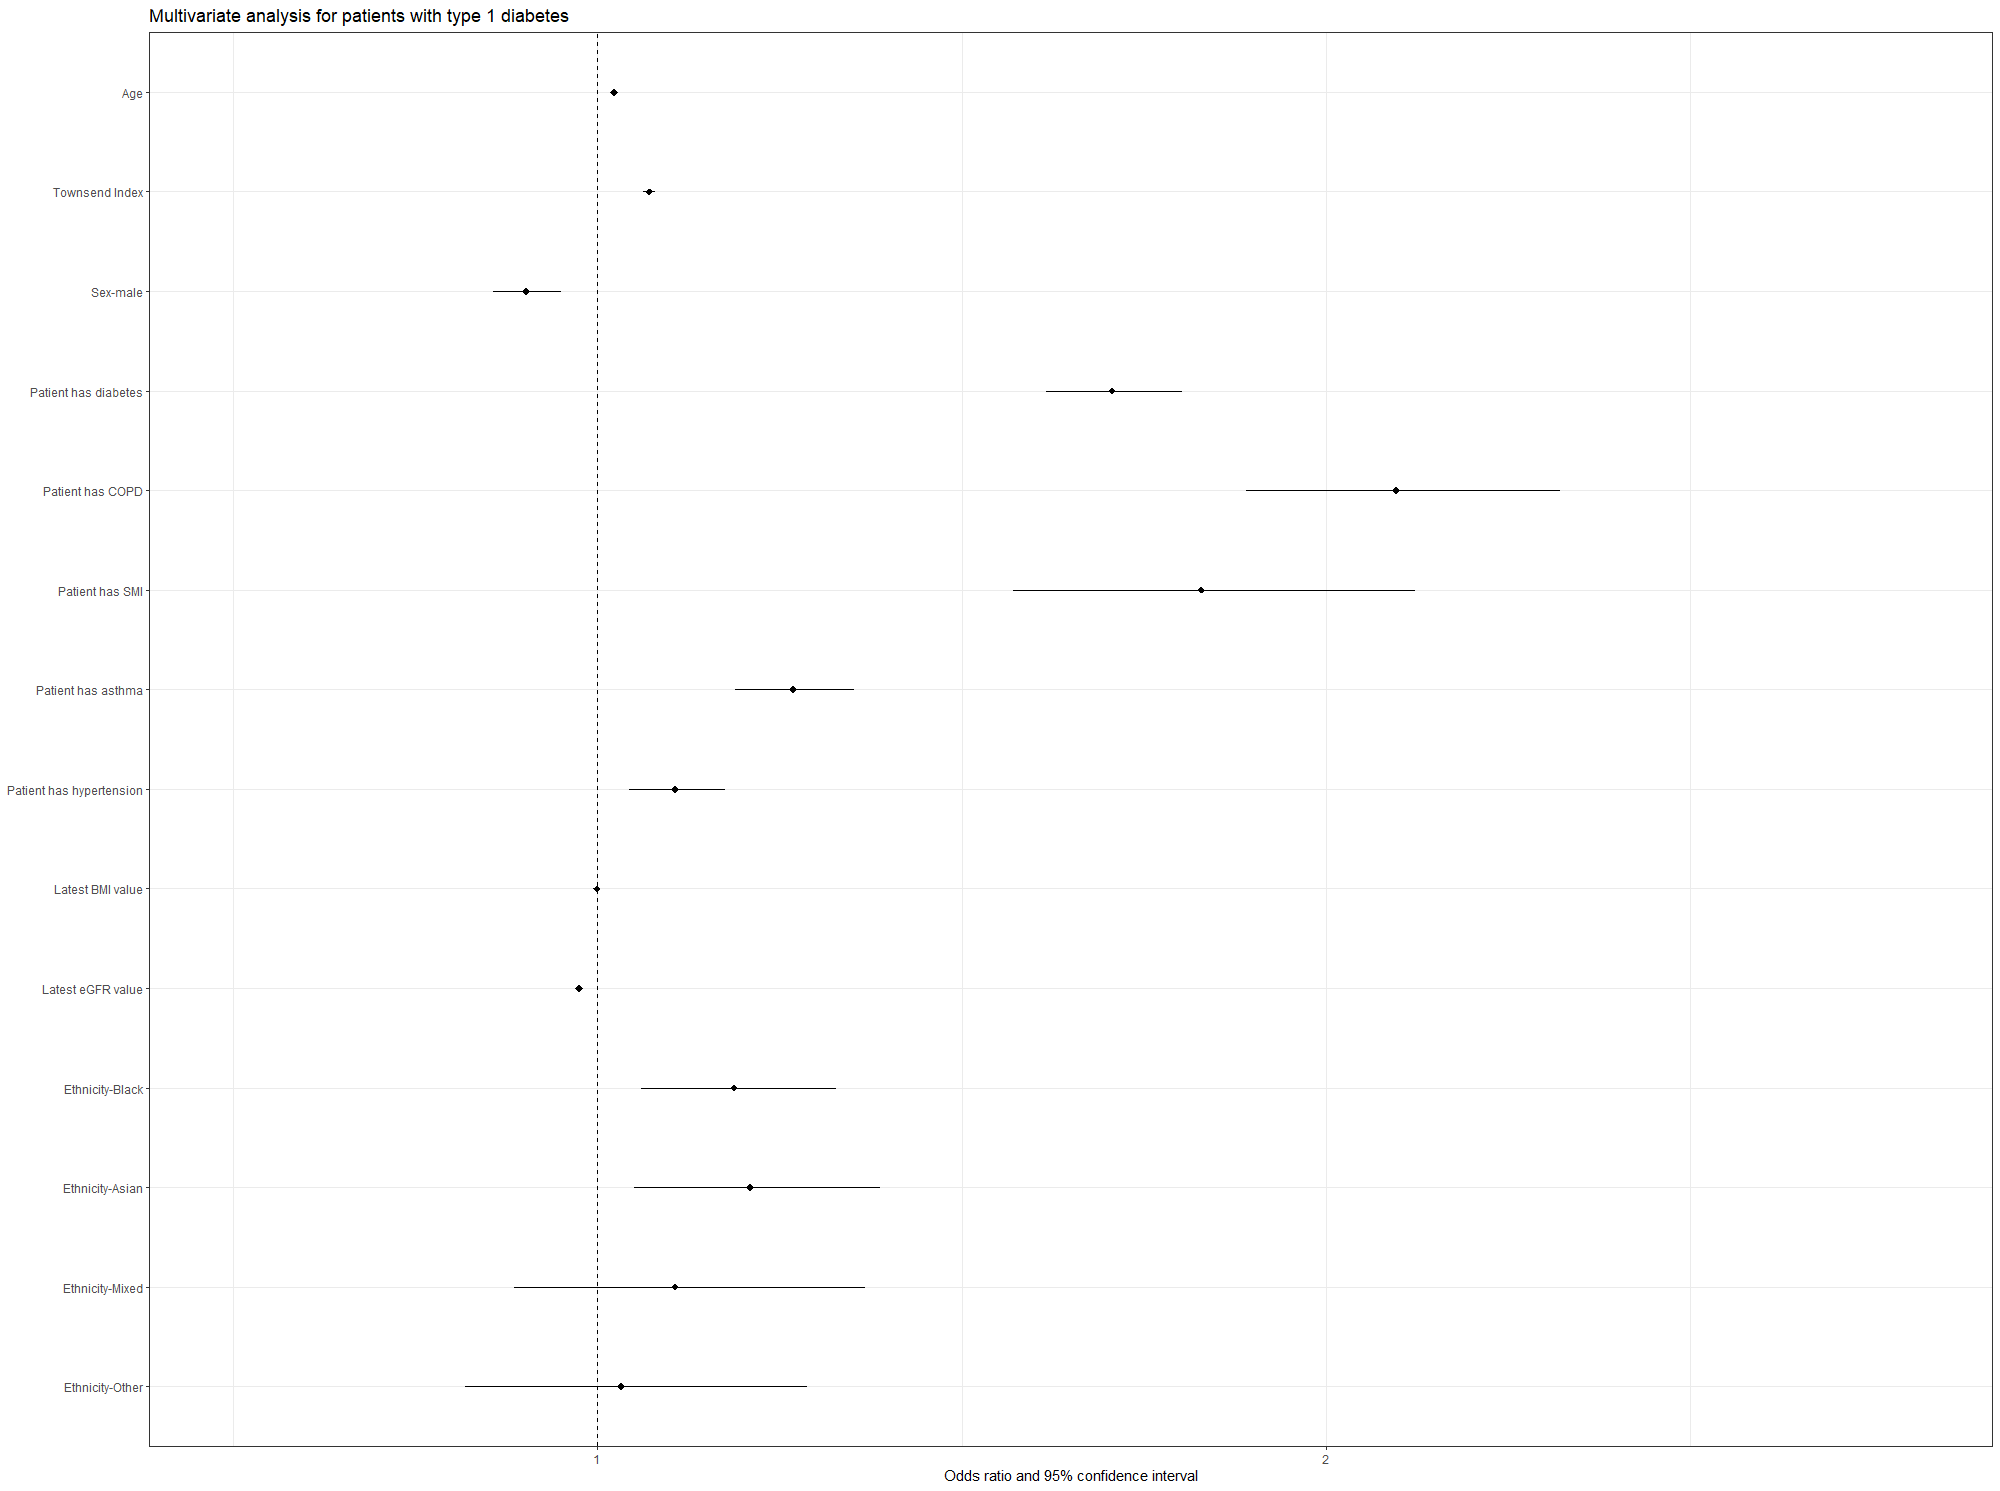 Multivariate analysis for patients with type 1 diabetes
Age
Townsend Index
Sex-male
Patient has diabetes
Patient has COPD
Patient has SMI
Patient has asthma
Patient has hypertension
Latest BMI value
Latest eGFR value
Ethnicity-Black
Ethnicity-Asian
Ethnicity-Mixed
Ethnicity-Other
1
2
Odds ratio and 95% confidence interval